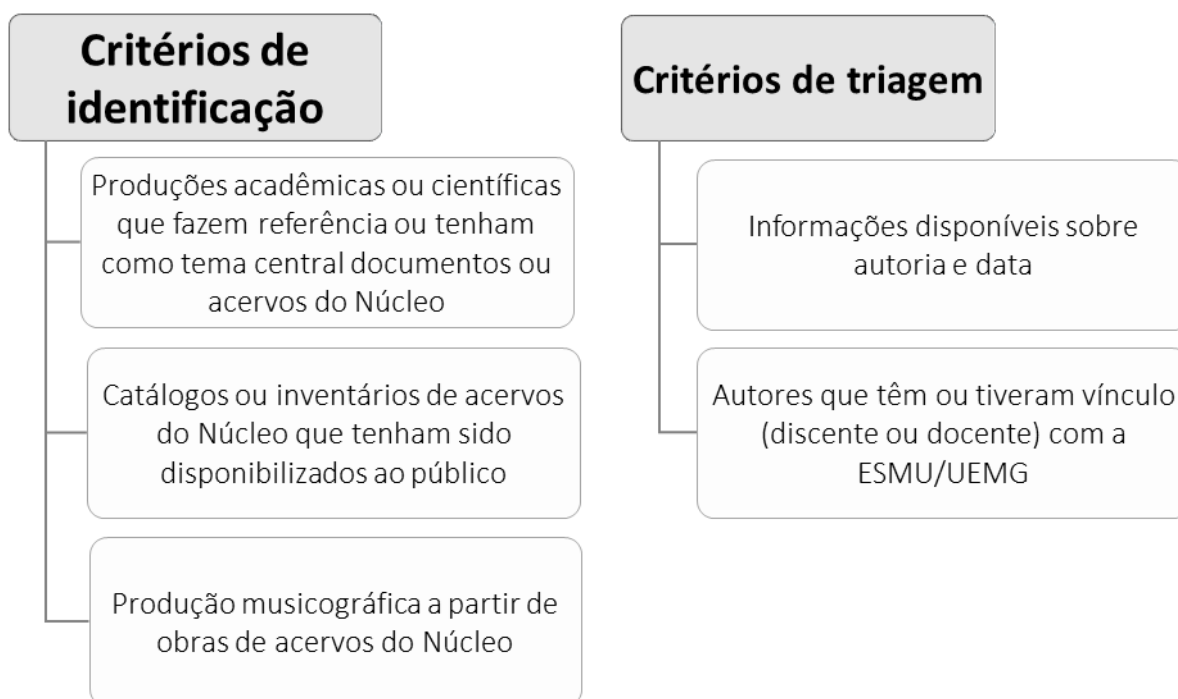 Critérios de
identificação
Produções acadêmicas ou científicas
que fazem referência ou tenham
como tema central documentos ou
acervos do Núcleo
Catálogos ou inventários de acervos
do Núcleo que tenham sido
disponibilizados ao público
Produção musicográfica a partir de
obras de acervos do Núcleo
Critérios de triagem
Informações disponíveis sobre
autoria e data
Autores que têm ou tiveram vínculo
(discente ou docente) com a
ESMU/UEMG